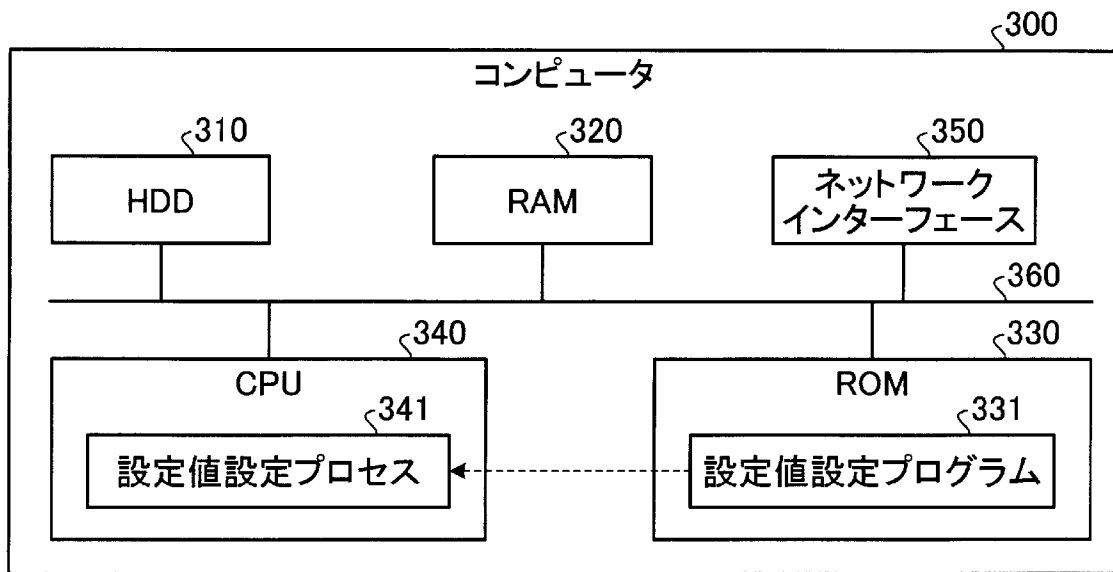 300
コンピュータ
310
320
350
HDD
RAM
ネットワーク
インターフェース
360
340
330
CPU
ROM
341
331
設定値設定プロセス
設定値設定プログラム